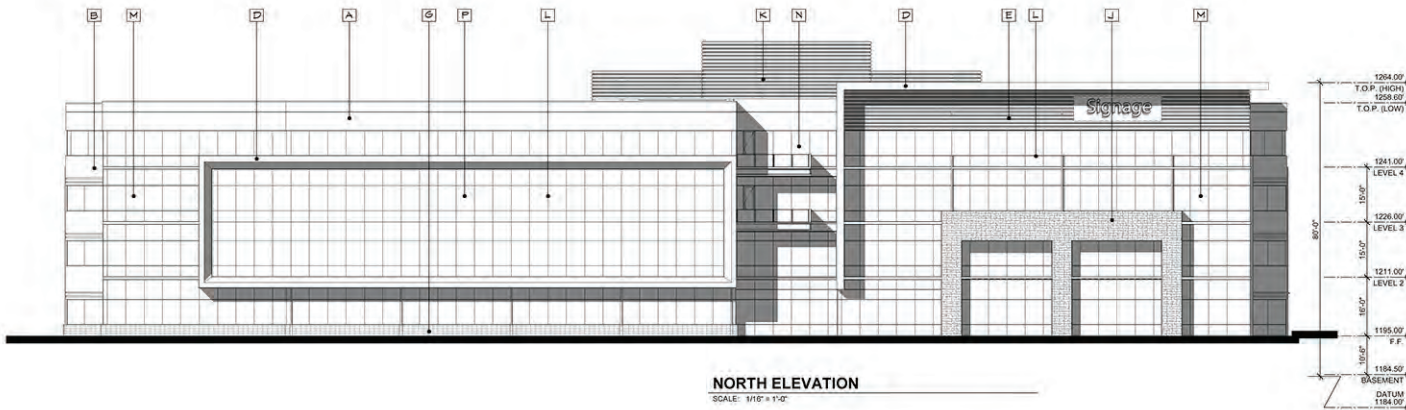 B M D A G P L K N D E L J M
Signage
1264.00'
T.O.P. (HIGH)
1258.60'
T.O.P. (LOW)
1241.00'
LEVEL 4
15'-0"
1226.00'
LEVEL 3
80'-0"
15'-0"
1211.00'
LEVEL 2
16'-0"
1195.00'
F.F.
10'-6"
1184.50'
BASEMENT
DATUM
1184.00'
NORTH ELEVATION
SCALE: 1/16" = 1'-0"